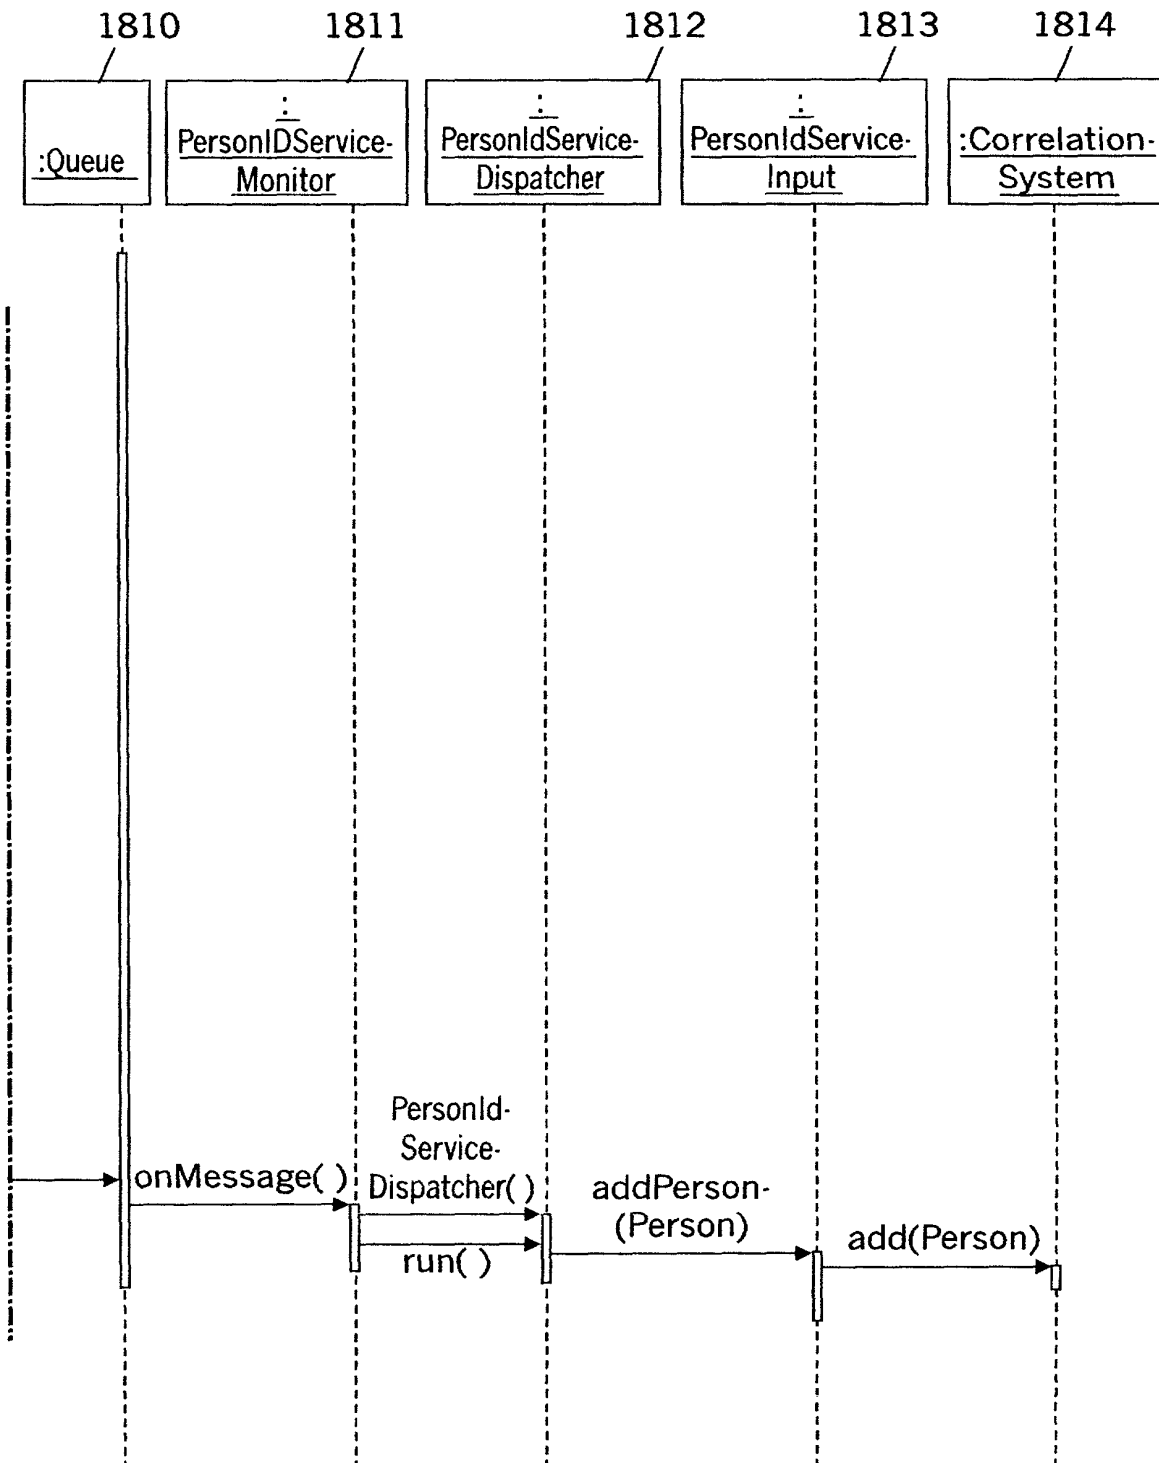 1810 1811 1812 1813 1814
:Queue
:
PersonIDService-
Monitor
:
PersonIdService-
Dispatcher
:
PersonIdService-
Input
:Correlation-
System
onMessage( )
PersonId-
Service-
Dispatcher( )
run( )
addPerson-
(Person)
add(Person)